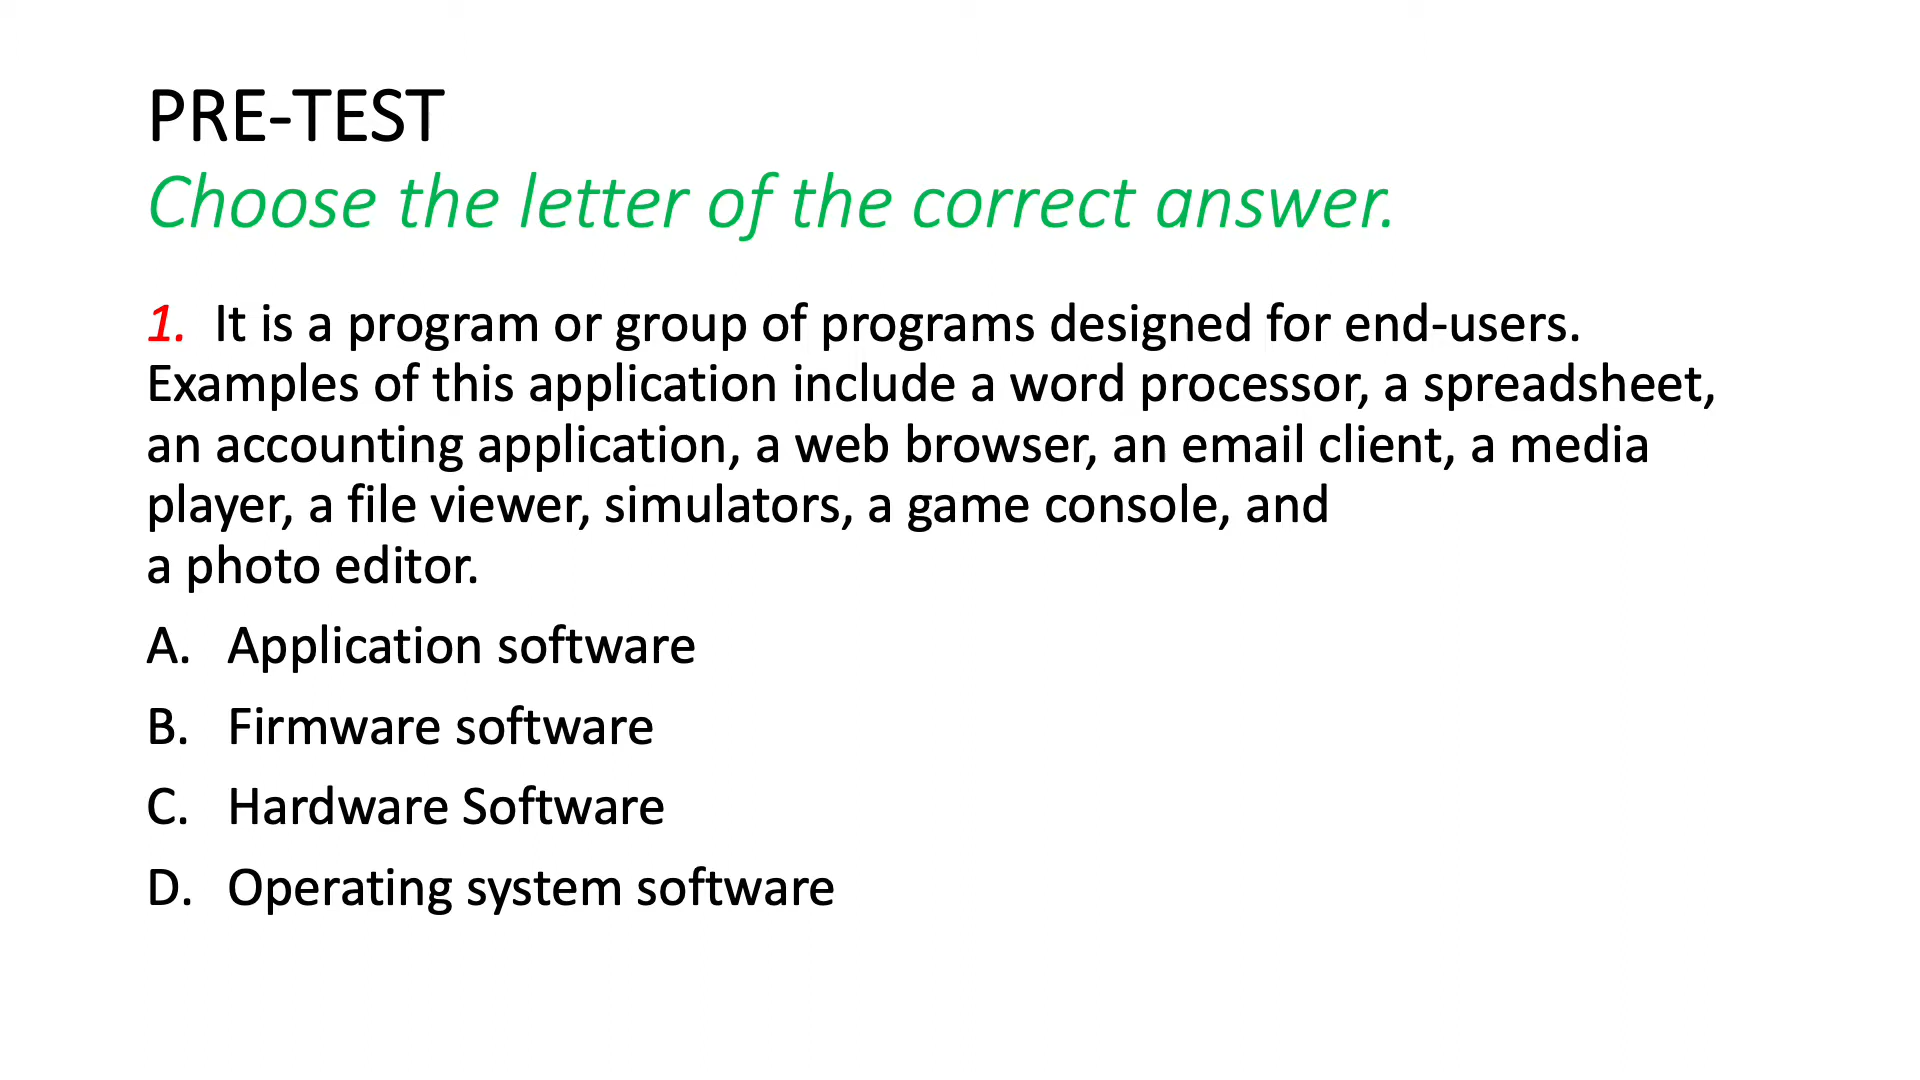 PRE-TEST
Choose the letter of the correct answer.
1. It is a program or group of programs designed for end-users.
Examples of this application include a word processor, a spreadsheet,
an accounting application, a web browser, an email client, a media
player, a file viewer, simulators, a game console, and
a photo editor.
A. Application software
B. Firmware software
C. Hardware Software
D. Operating system software